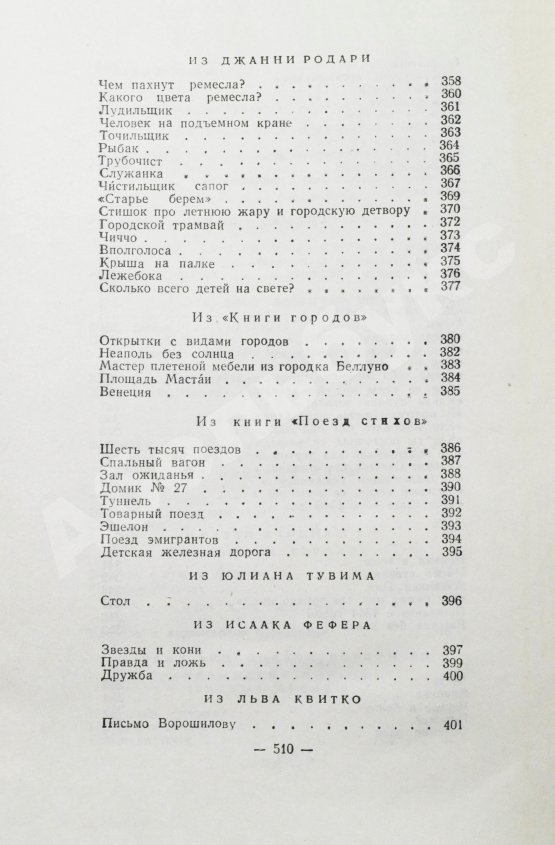 ИЗ ДЖАННИ РОДАРИ
Чем пахнут ремесла? . . . . . . . . . . . 358
Какого цвета ремесла? . . . . . . . . . . 360
Лудильщик . . . . . . . . . . . . . . . 361
Человек на подъемном кране . . . . . . . . 362
Точильщик . . . . . . . . . . . . . . . 363
Рыбак . . . . . . . . . . . . . . . . . 364
Трубочист . . . . . . . . . . . . . . . 365
Служанка . . . . . . . . . . . . . . . 366
Чистильщик сапог . . . . . . . . . . . . 367
«Старье берем» . . . . . . . . . . . . . 369
Стишок про летнюю жару и городскую детвору . 370
Городской трамвай . . . . . . . . . . . . 372
Чиччо . . . . . . . . . . . . . . . . . 373
Вполголоса . . . . . . . . . . . . . . . 374
Крыша на палке . . . . . . . . . . . . . 375
Лежебока . . . . . . . . . . . . . . . 376
Сколько всего детей на свете? . . . . . . . 377
Из «Книги городов»
Открытки с видами городов . . . . . . . . 380
Неаполь без солнца . . . . . . . . . . . 382
Мастер плетеной мебели из городка Беллуно . . 383
Площадь Маста́и . . . . . . . . . . . . . 384
Венеция . . . . . . . . . . . . . . . . 385
Из книги «Поезд стихов»
Шесть тысяч поездов . . . . . . . . . . . 386
Спальный вагон . . . . . . . . . . . . . 387
Зал ожиданья . . . . . . . . . . . . . . 388
Домик № 27 . . . . . . . . . . . . . . 390
Туннель . . . . . . . . . . . . . . . . 391
Товарный поезд . . . . . . . . . . . . . 392
Эшелон . . . . . . . . . . . . . . . . 393
Поезд эмигрантов . . . . . . . . . . . . 394
Детская железная дорога . . . . . . . . . 395
ИЗ ЮЛИАНА ТУВИМА
Стол . . . . . . . . . . . . . . . . . 396
ИЗ ИСААКА ФЕФЕРА
Звезды и кони . . . . . . . . . . . . . 397
Правда и ложь . . . . . . . . . . . . . 399
Дружба . . . . . . . . . . . . . . . . 400
ИЗ ЛЬВА КВИТКО
Письмо Ворошилову . . . . . . . . . . . 401
— 510 —